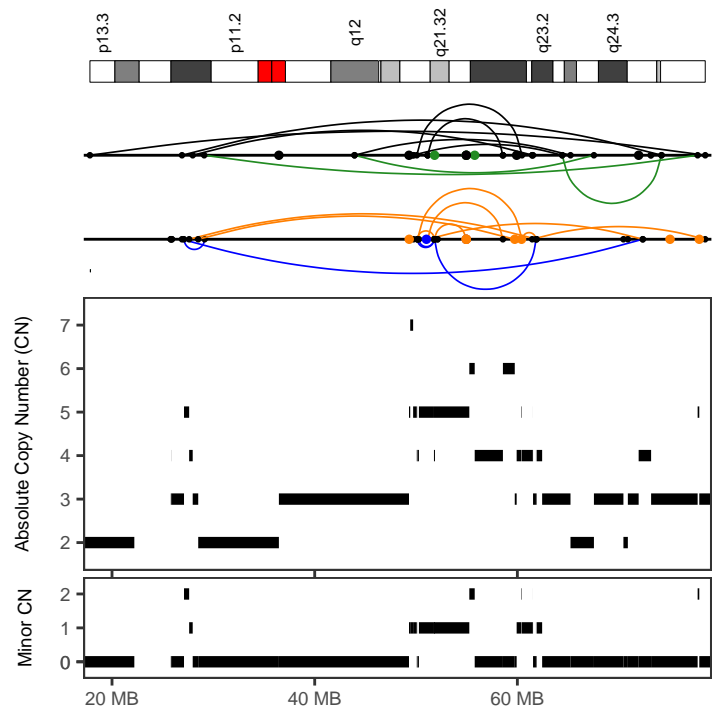 p13.3
p11.2
q12
q21.32
q23.2
q24.3
Absolute Copy Number (CN)
7
6
5
4
3
2
Minor CN
2
1
0
20 MB
40 MB
60 MB